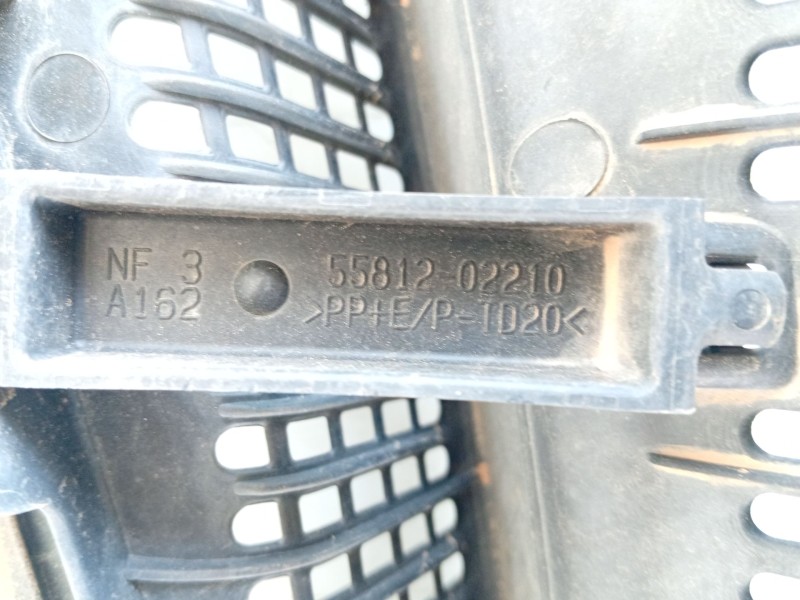 NF 3
A162
55812-02210
>PP+E/P-TD20<